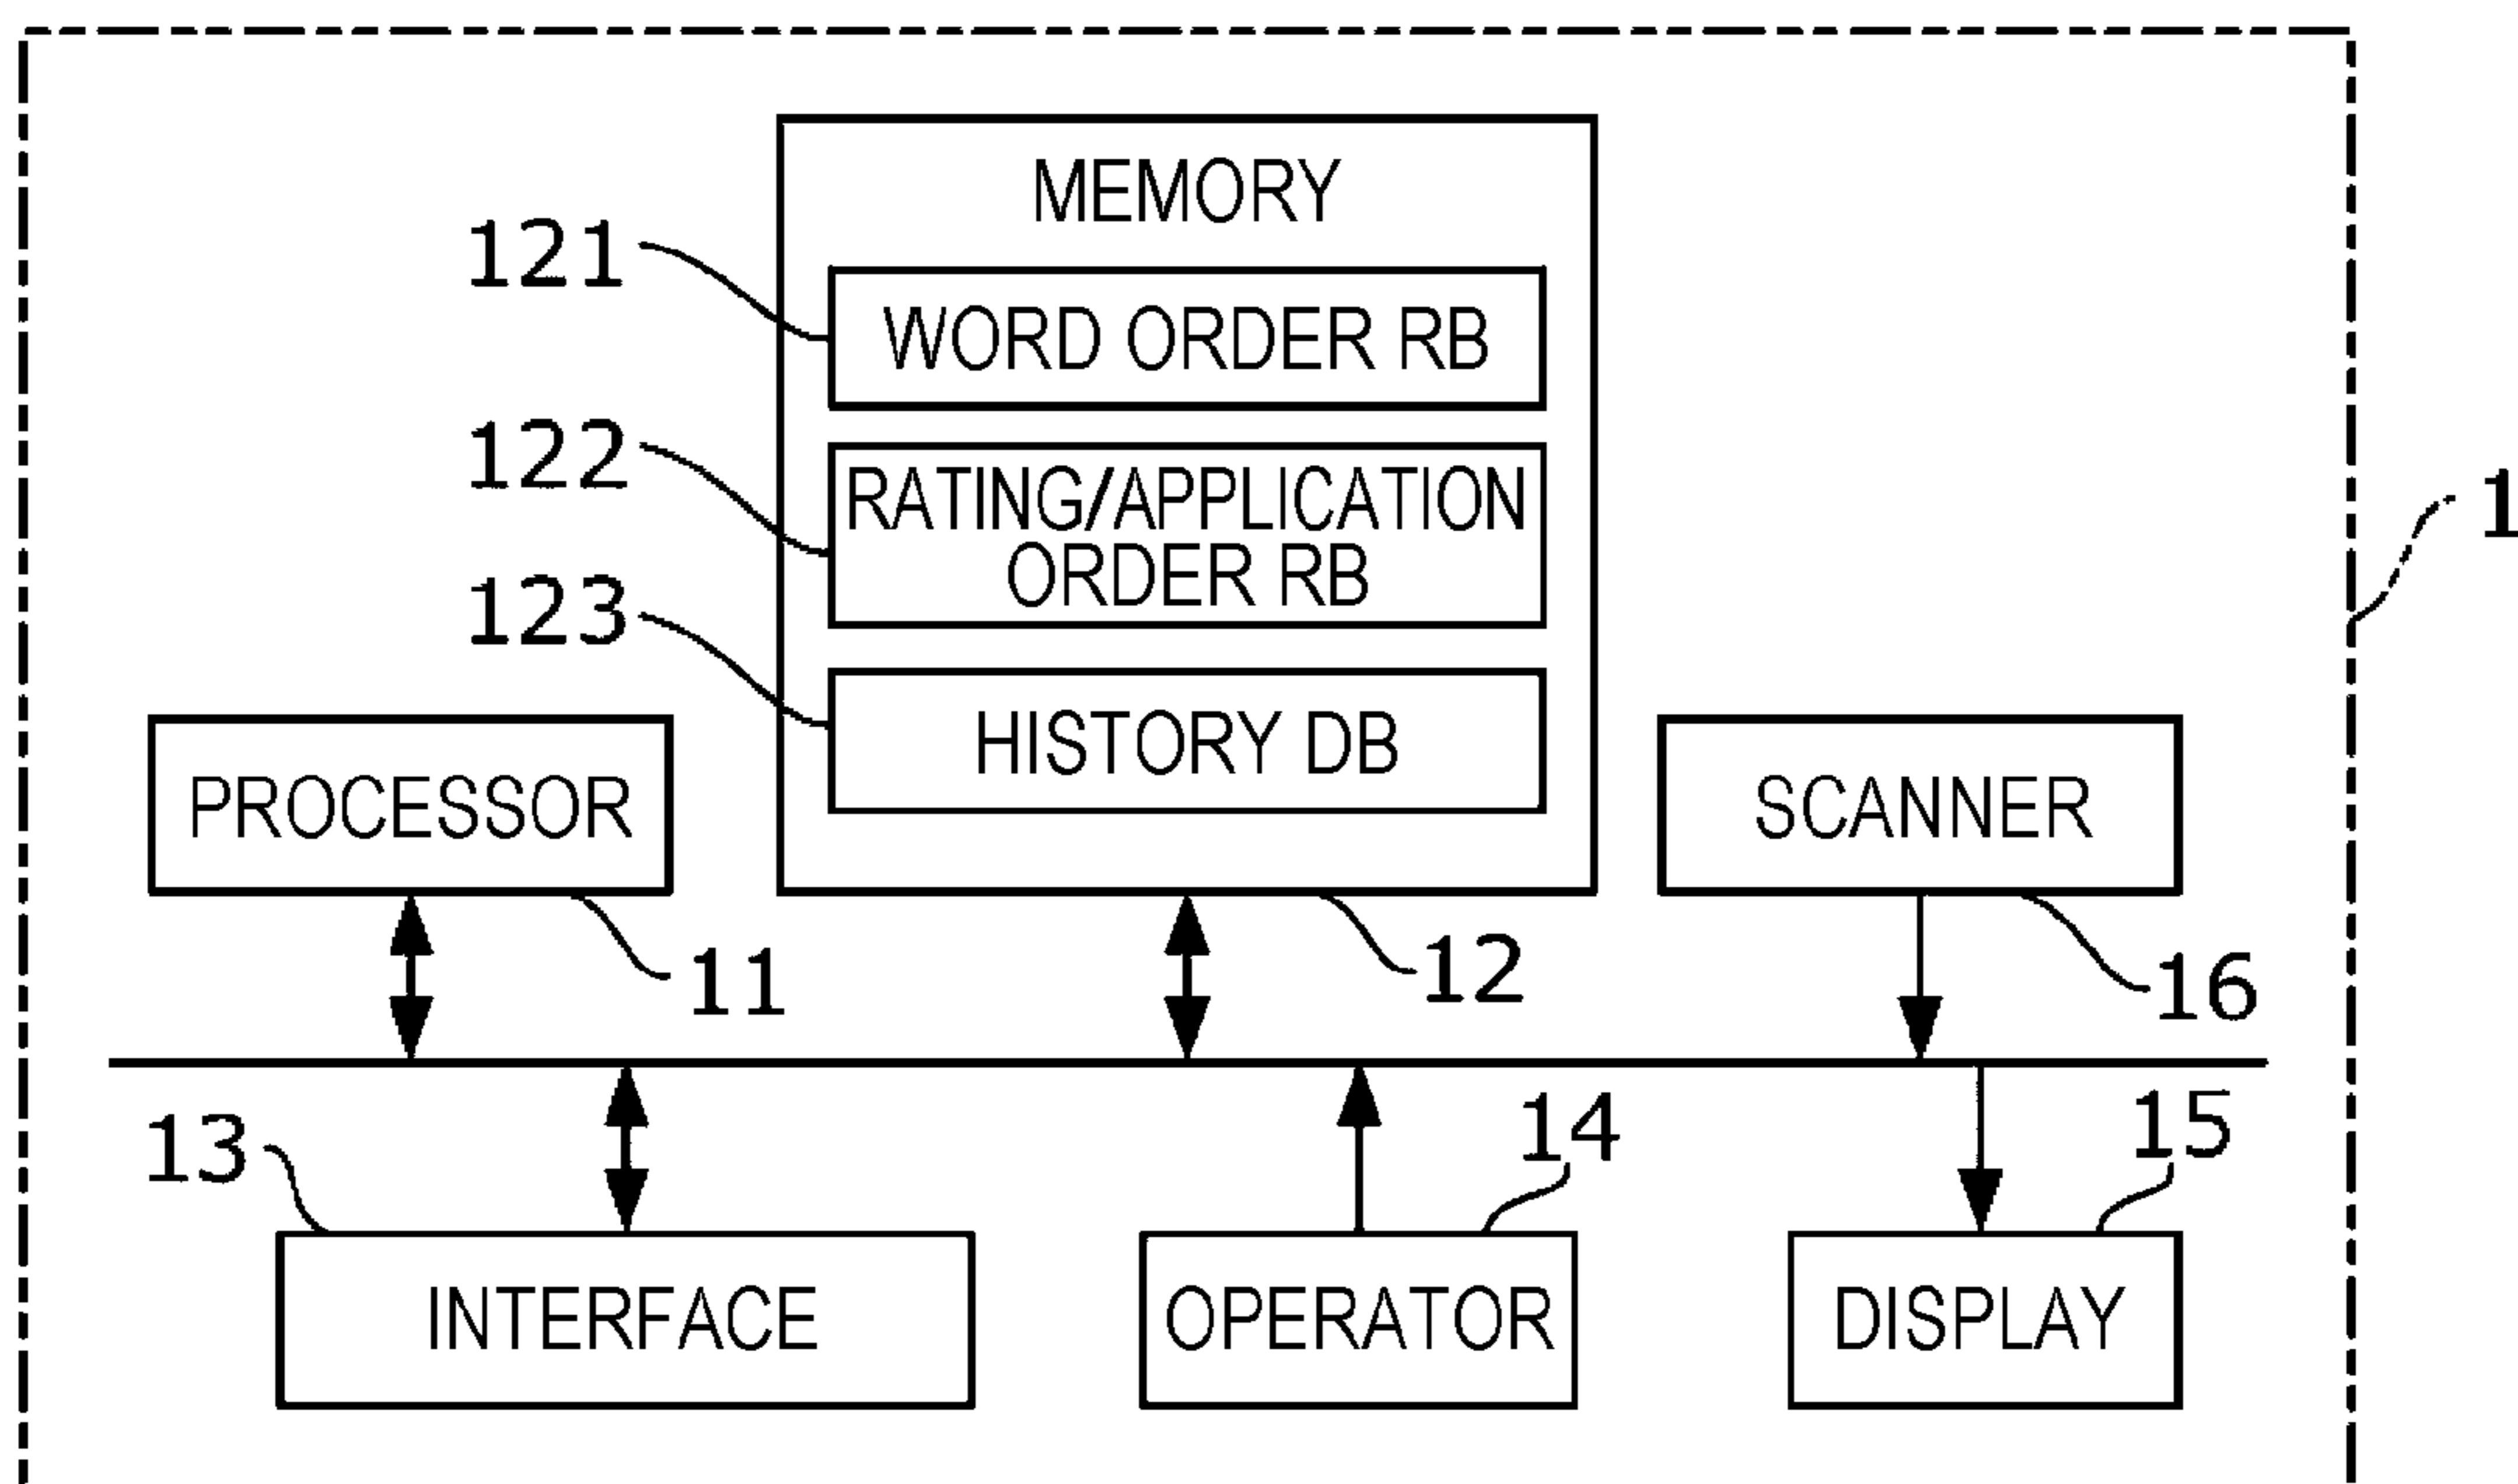 MEMORY
121
WORD ORDER RB
122
RATING/APPLICATION
ORDER RB
1
123
HISTORY DB
PROCESSOR
SCANNER
11
12
16
13
14
15
INTERFACE
OPERATOR
DISPLAY